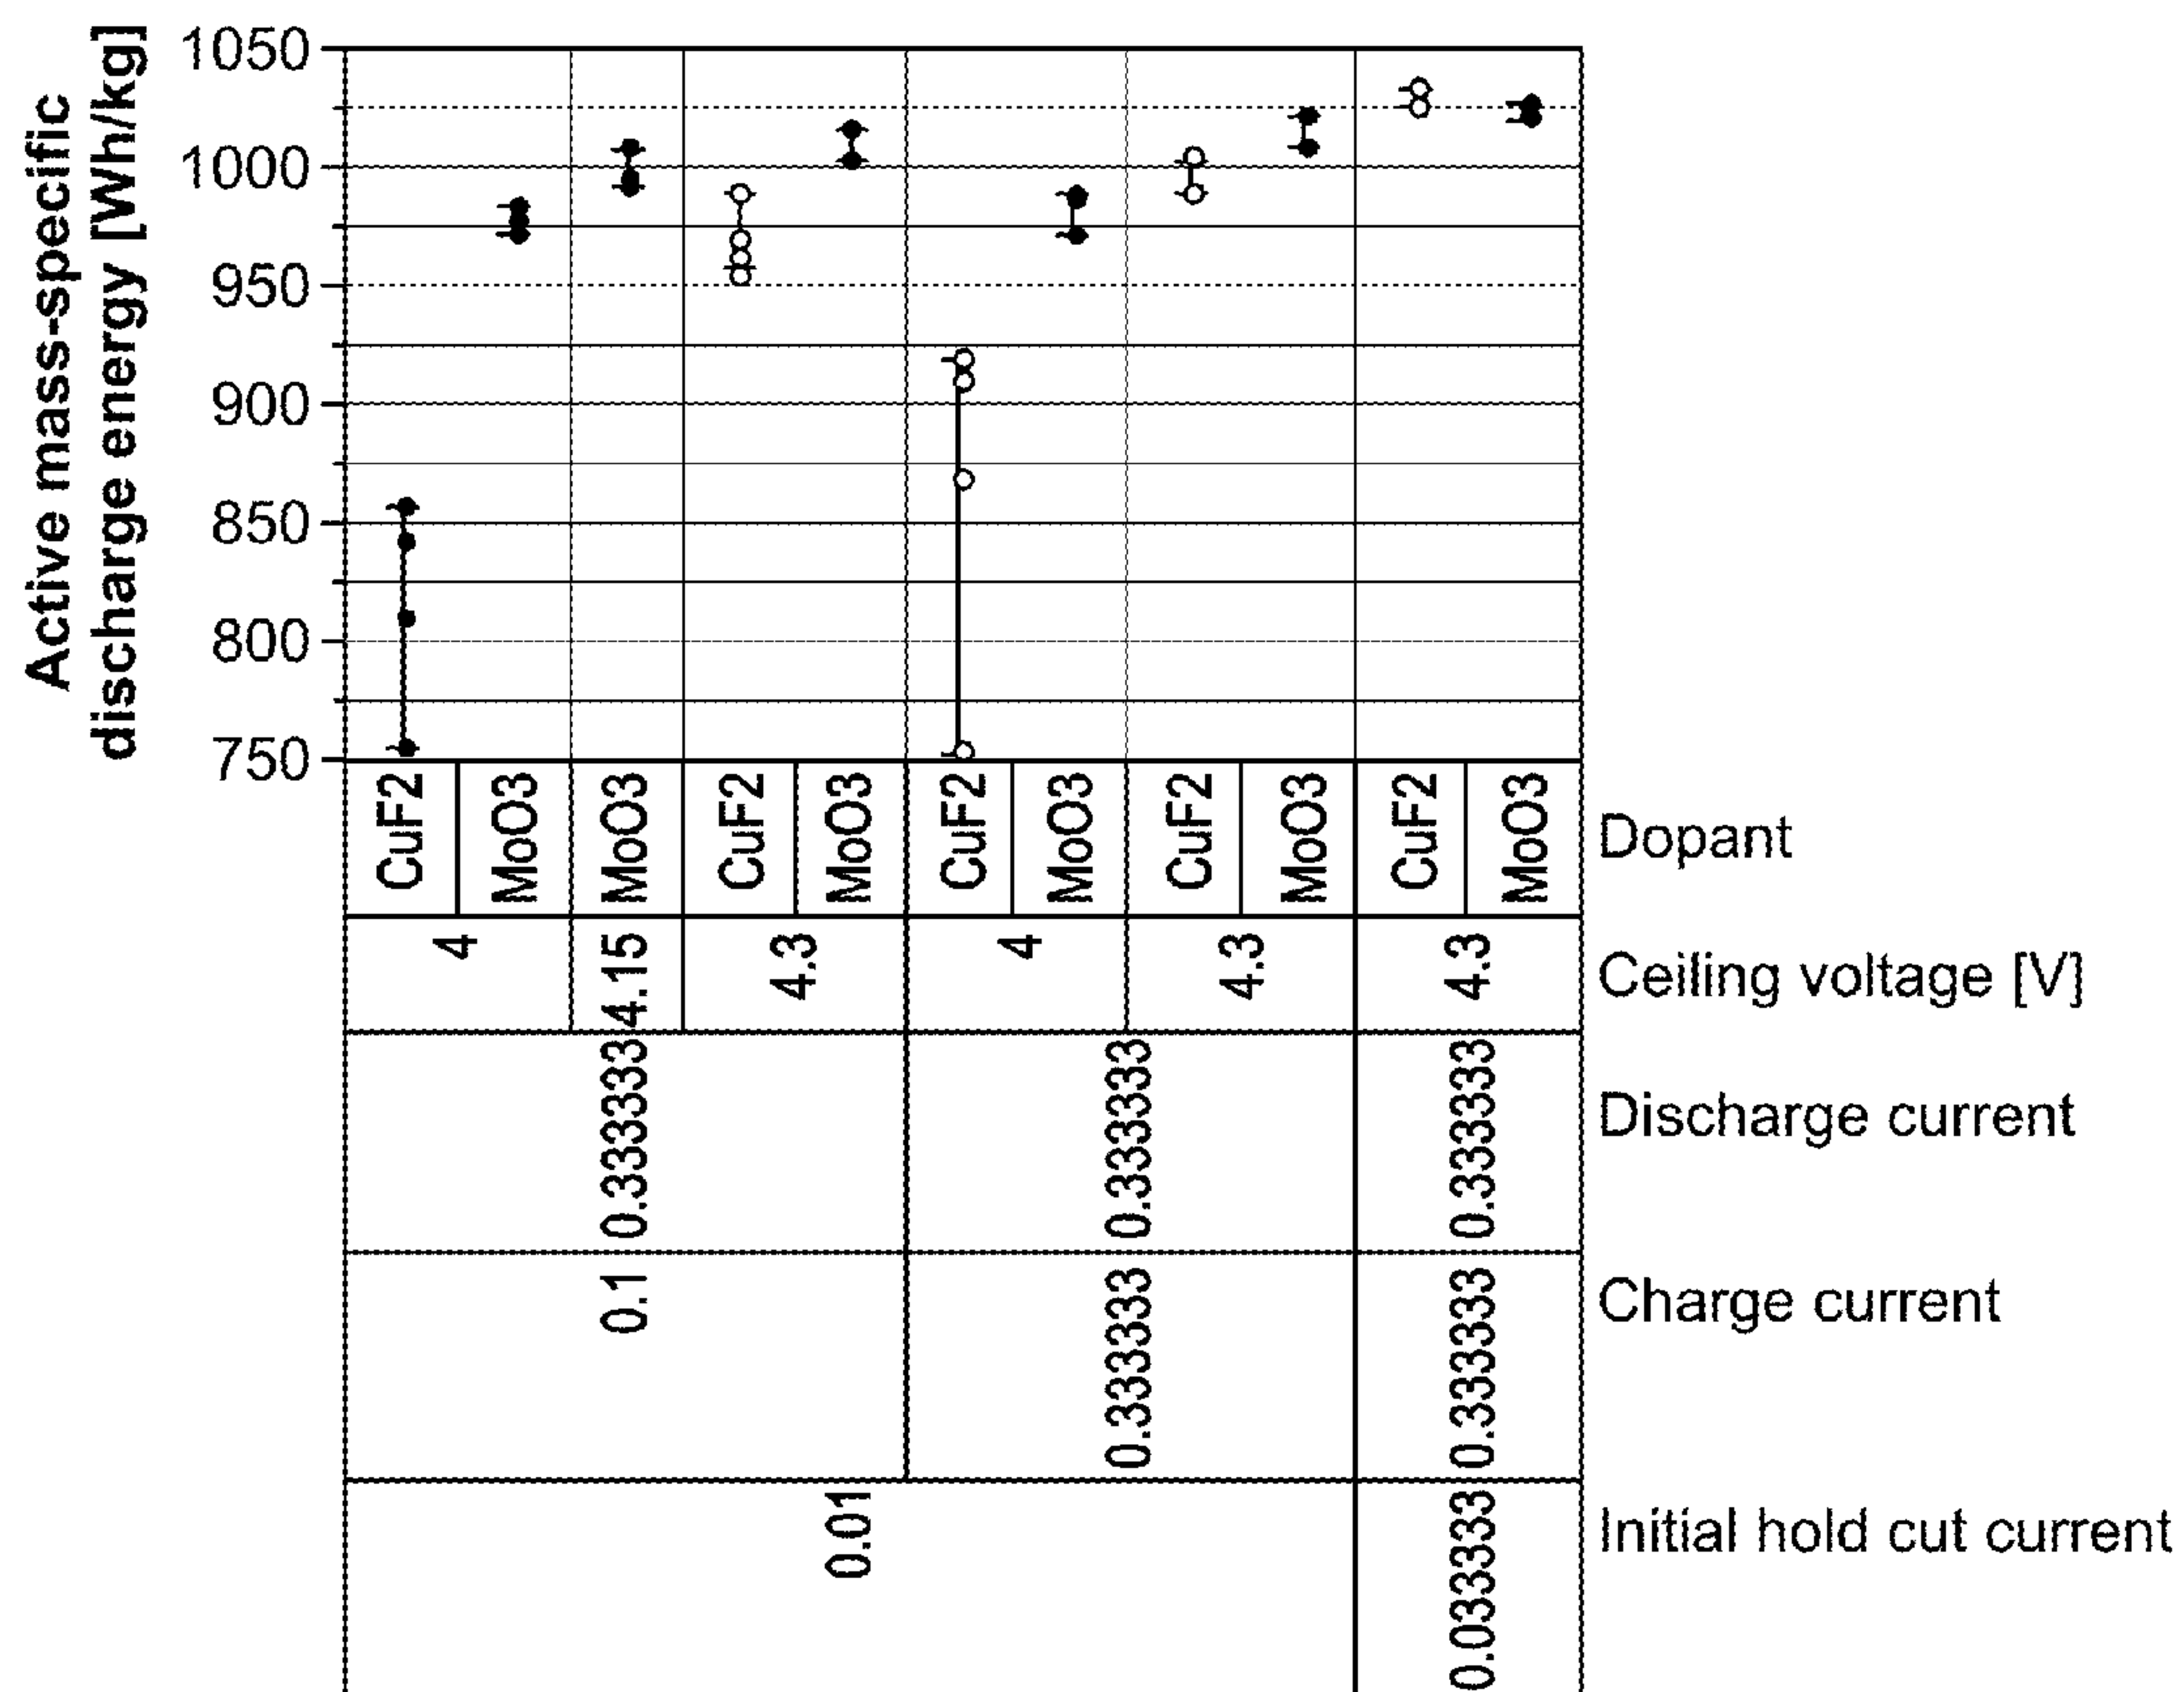 Active mass-specific
discharge energy [Wh/kg]
1050
1000
950
900
850
800
750
CuF2 MoO3 MoO3 CuF2 MoO3 CuF2 MoO3 CuF2 MoO3 CuF2 MoO3 Dopant
4 4.15 4.3 4 4.3 4.3 Ceiling voltage [V]
0.333333 0.333333 0.333333 Discharge current
0.1 0.333333 0.333333 Charge current
0.01 0.033333 Initial hold cut current